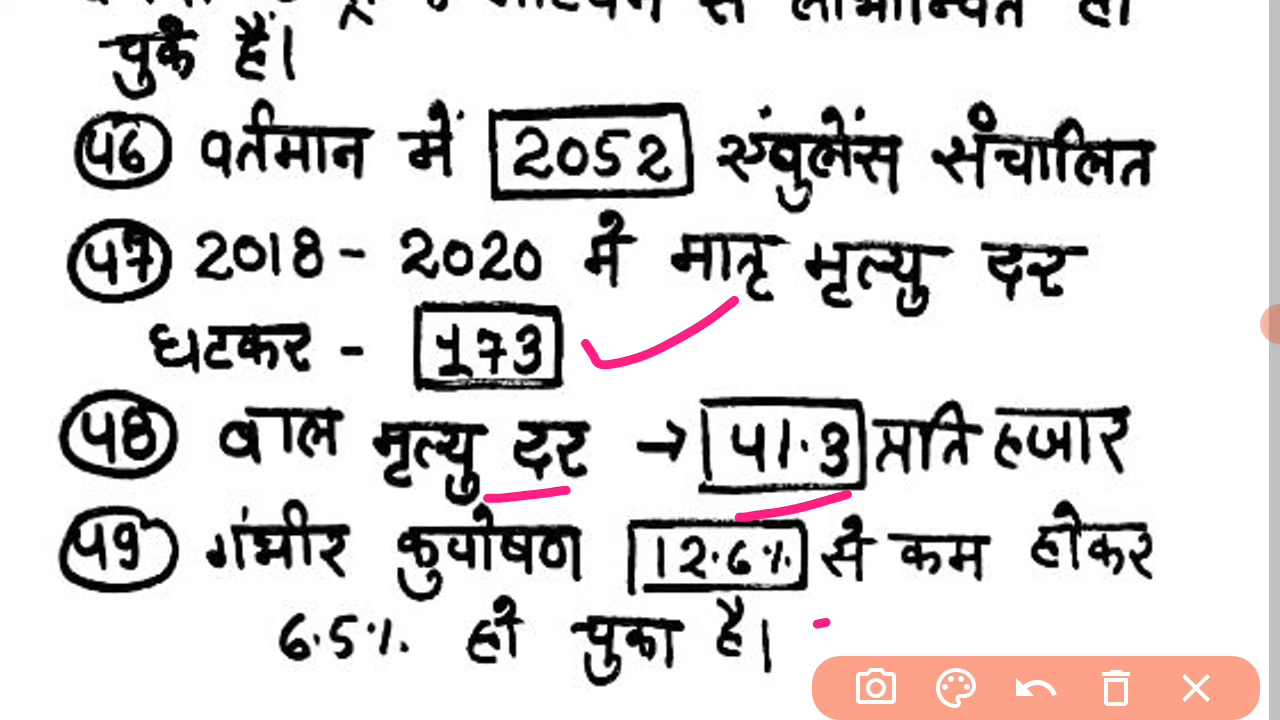 से लाभान्वित हो
चुके हैं।
46 वर्तमान में 2052 एंबुलेंस संचालित
47 2018 - 2020 में मातृ मृत्यु दर
घटकर - 173
48 बाल मृत्यु दर → 41.3 प्रति हजार
49 गंभीर कुपोषण 12.6% से कम होकर
6.5% हो चुका है।